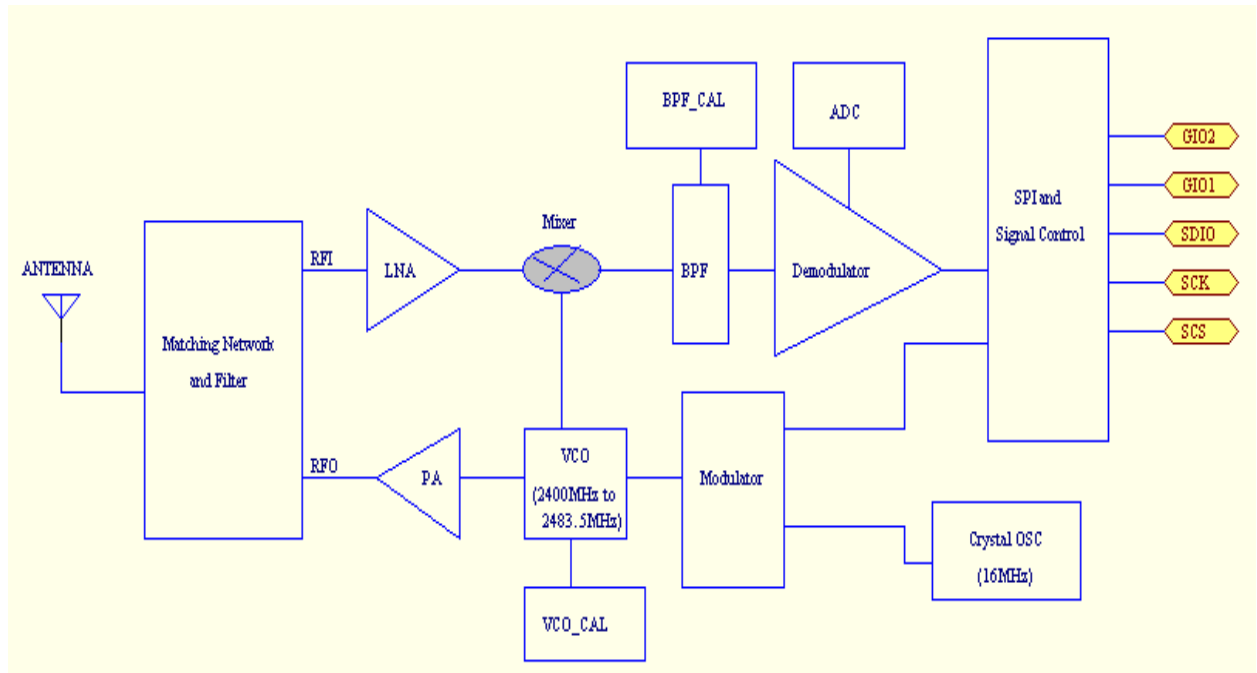 BPF_CAL
ADC
GIO2
GIO1
SPI and
Signal Control
SDIO
SCK
SCS
Mixer
RFI
LNA
BPF
Demodulator
ANTENNA
Matching Network
and Filter
RFO
PA
VCO
(2400MHz to
2483.5MHz)
Modulator
Crystal OSC
(16MHz)
VCO_CAL